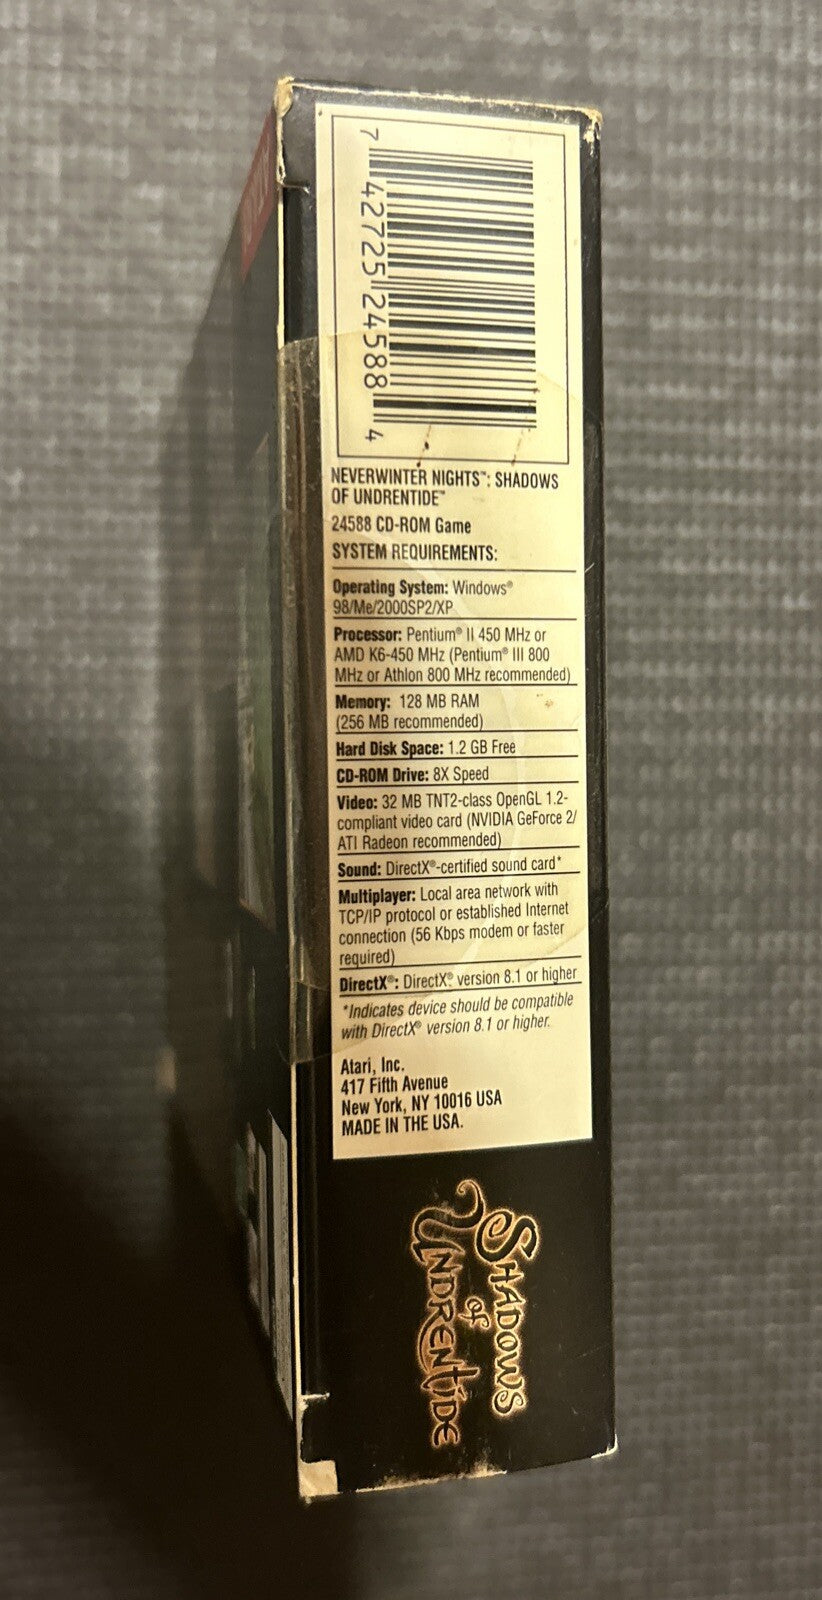 7 42725 24588 4
NEVERWINTER NIGHTS™: SHADOWS
OF UNDRENTIDE™
24588 CD-ROM Game
SYSTEM REQUIREMENTS:
Operating System: Windows®
98/Me/2000SP2/XP
Processor: Pentium® II 450 MHz or
AMD K6-450 MHz (Pentium® III 800
MHz or Athlon 800 MHz recommended)
Memory: 128 MB RAM
(256 MB recommended)
Hard Disk Space: 1.2 GB Free
CD-ROM Drive: 8X Speed
Video: 32 MB TNT2-class OpenGL 1.2-
compliant video card (NVIDIA GeForce 2/
ATI Radeon recommended)
Sound: DirectX®-certified sound card*
Multiplayer: Local area network with
TCP/IP protocol or established Internet
connection (56 Kbps modem or faster
required)
DirectX®: DirectX® version 8.1 or higher
*Indicates device should be compatible
with DirectX® version 8.1 or higher.
Atari, Inc.
417 Fifth Avenue
New York, NY 10016 USA
MADE IN THE USA.
SHADOWS
of
UNDRENTIDE